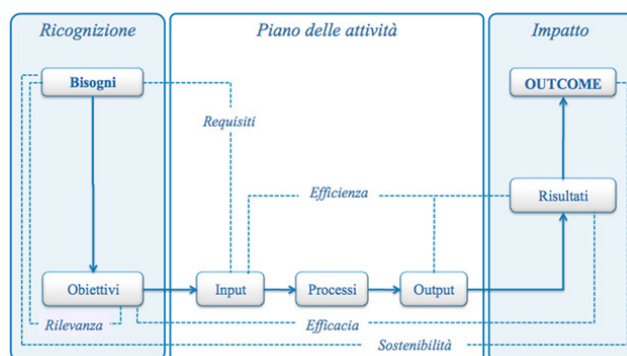 Ricognizione
Piano delle attività
Impatto
Bisogni
OUTCOME
Requisiti
Efficienza
Risultati
Obiettivi
Input
Processi
Output
Rilevanza
Efficacia
Sostenibilità